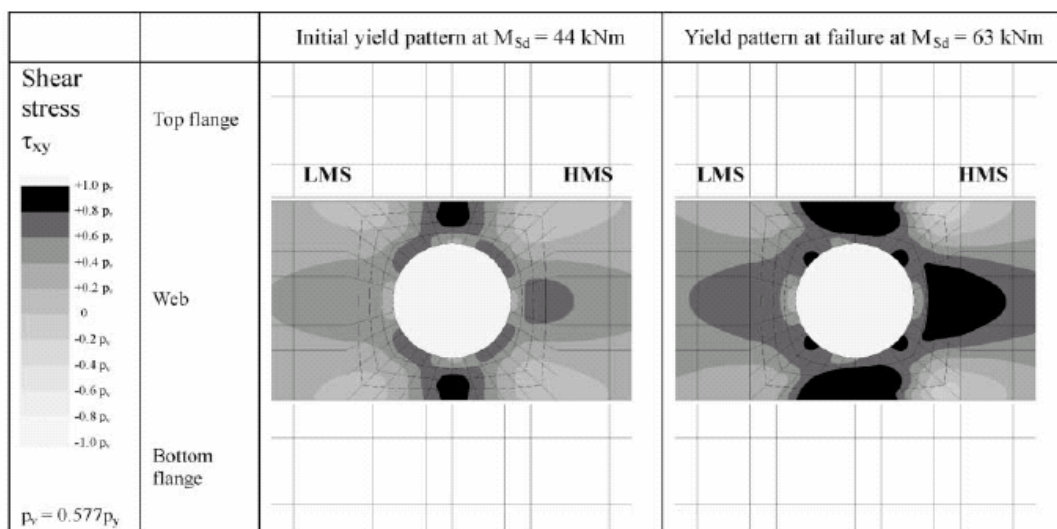 Initial yield pattern at M_Sd = 44 kNm
Yield pattern at failure at M_Sd = 63 kNm
Shear
stress
τxy
+1.0 pᵥ
+0.8 pᵥ
+0.6 pᵥ
+0.4 pᵥ
+0.2 pᵥ
0
-0.2 pᵥ
-0.4 pᵥ
-0.6 pᵥ
-0.8 pᵥ
-1.0 pᵥ
pᵥ = 0.577py
Top flange
Web
Bottom
flange
LMS
HMS
LMS
HMS